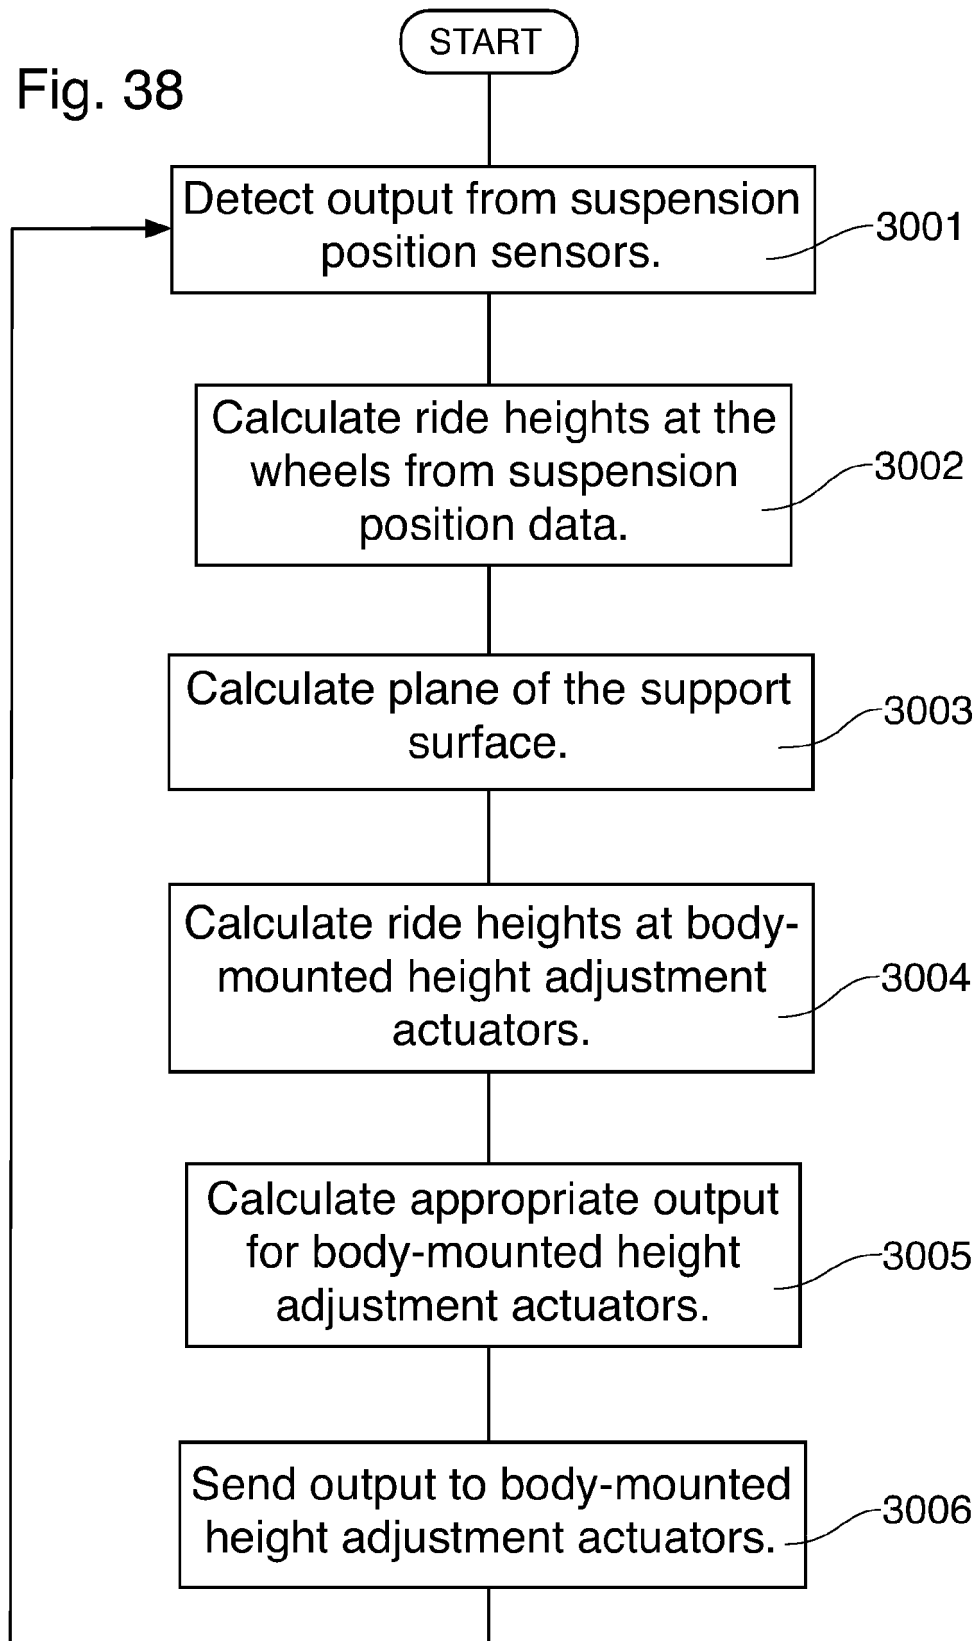 START
Fig. 38
Detect output from suspension
position sensors.
3001
Calculate ride heights at the
wheels from suspension
position data.
3002
Calculate plane of the support
surface.
3003
Calculate ride heights at body-
mounted height adjustment
actuators.
3004
Calculate appropriate output
for body-mounted height
adjustment actuators.
3005
Send output to body-mounted
height adjustment actuators.
3006